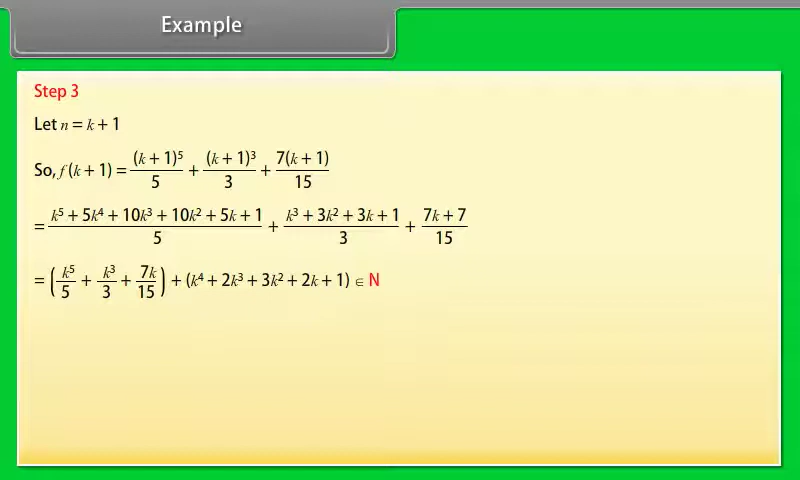 Example
Step 3
Let n = k + 1
So, f (k + 1) = (k + 1)⁵/5 + (k + 1)³/3 + 7(k + 1)/15
= (k⁵ + 5k⁴ + 10k³ + 10k² + 5k + 1)/5 + (k³ + 3k² + 3k + 1)/3 + (7k + 7)/15
= (k⁵/5 + k³/3 + 7k/15) + (k⁴ + 2k³ + 3k² + 2k + 1) ∈ N